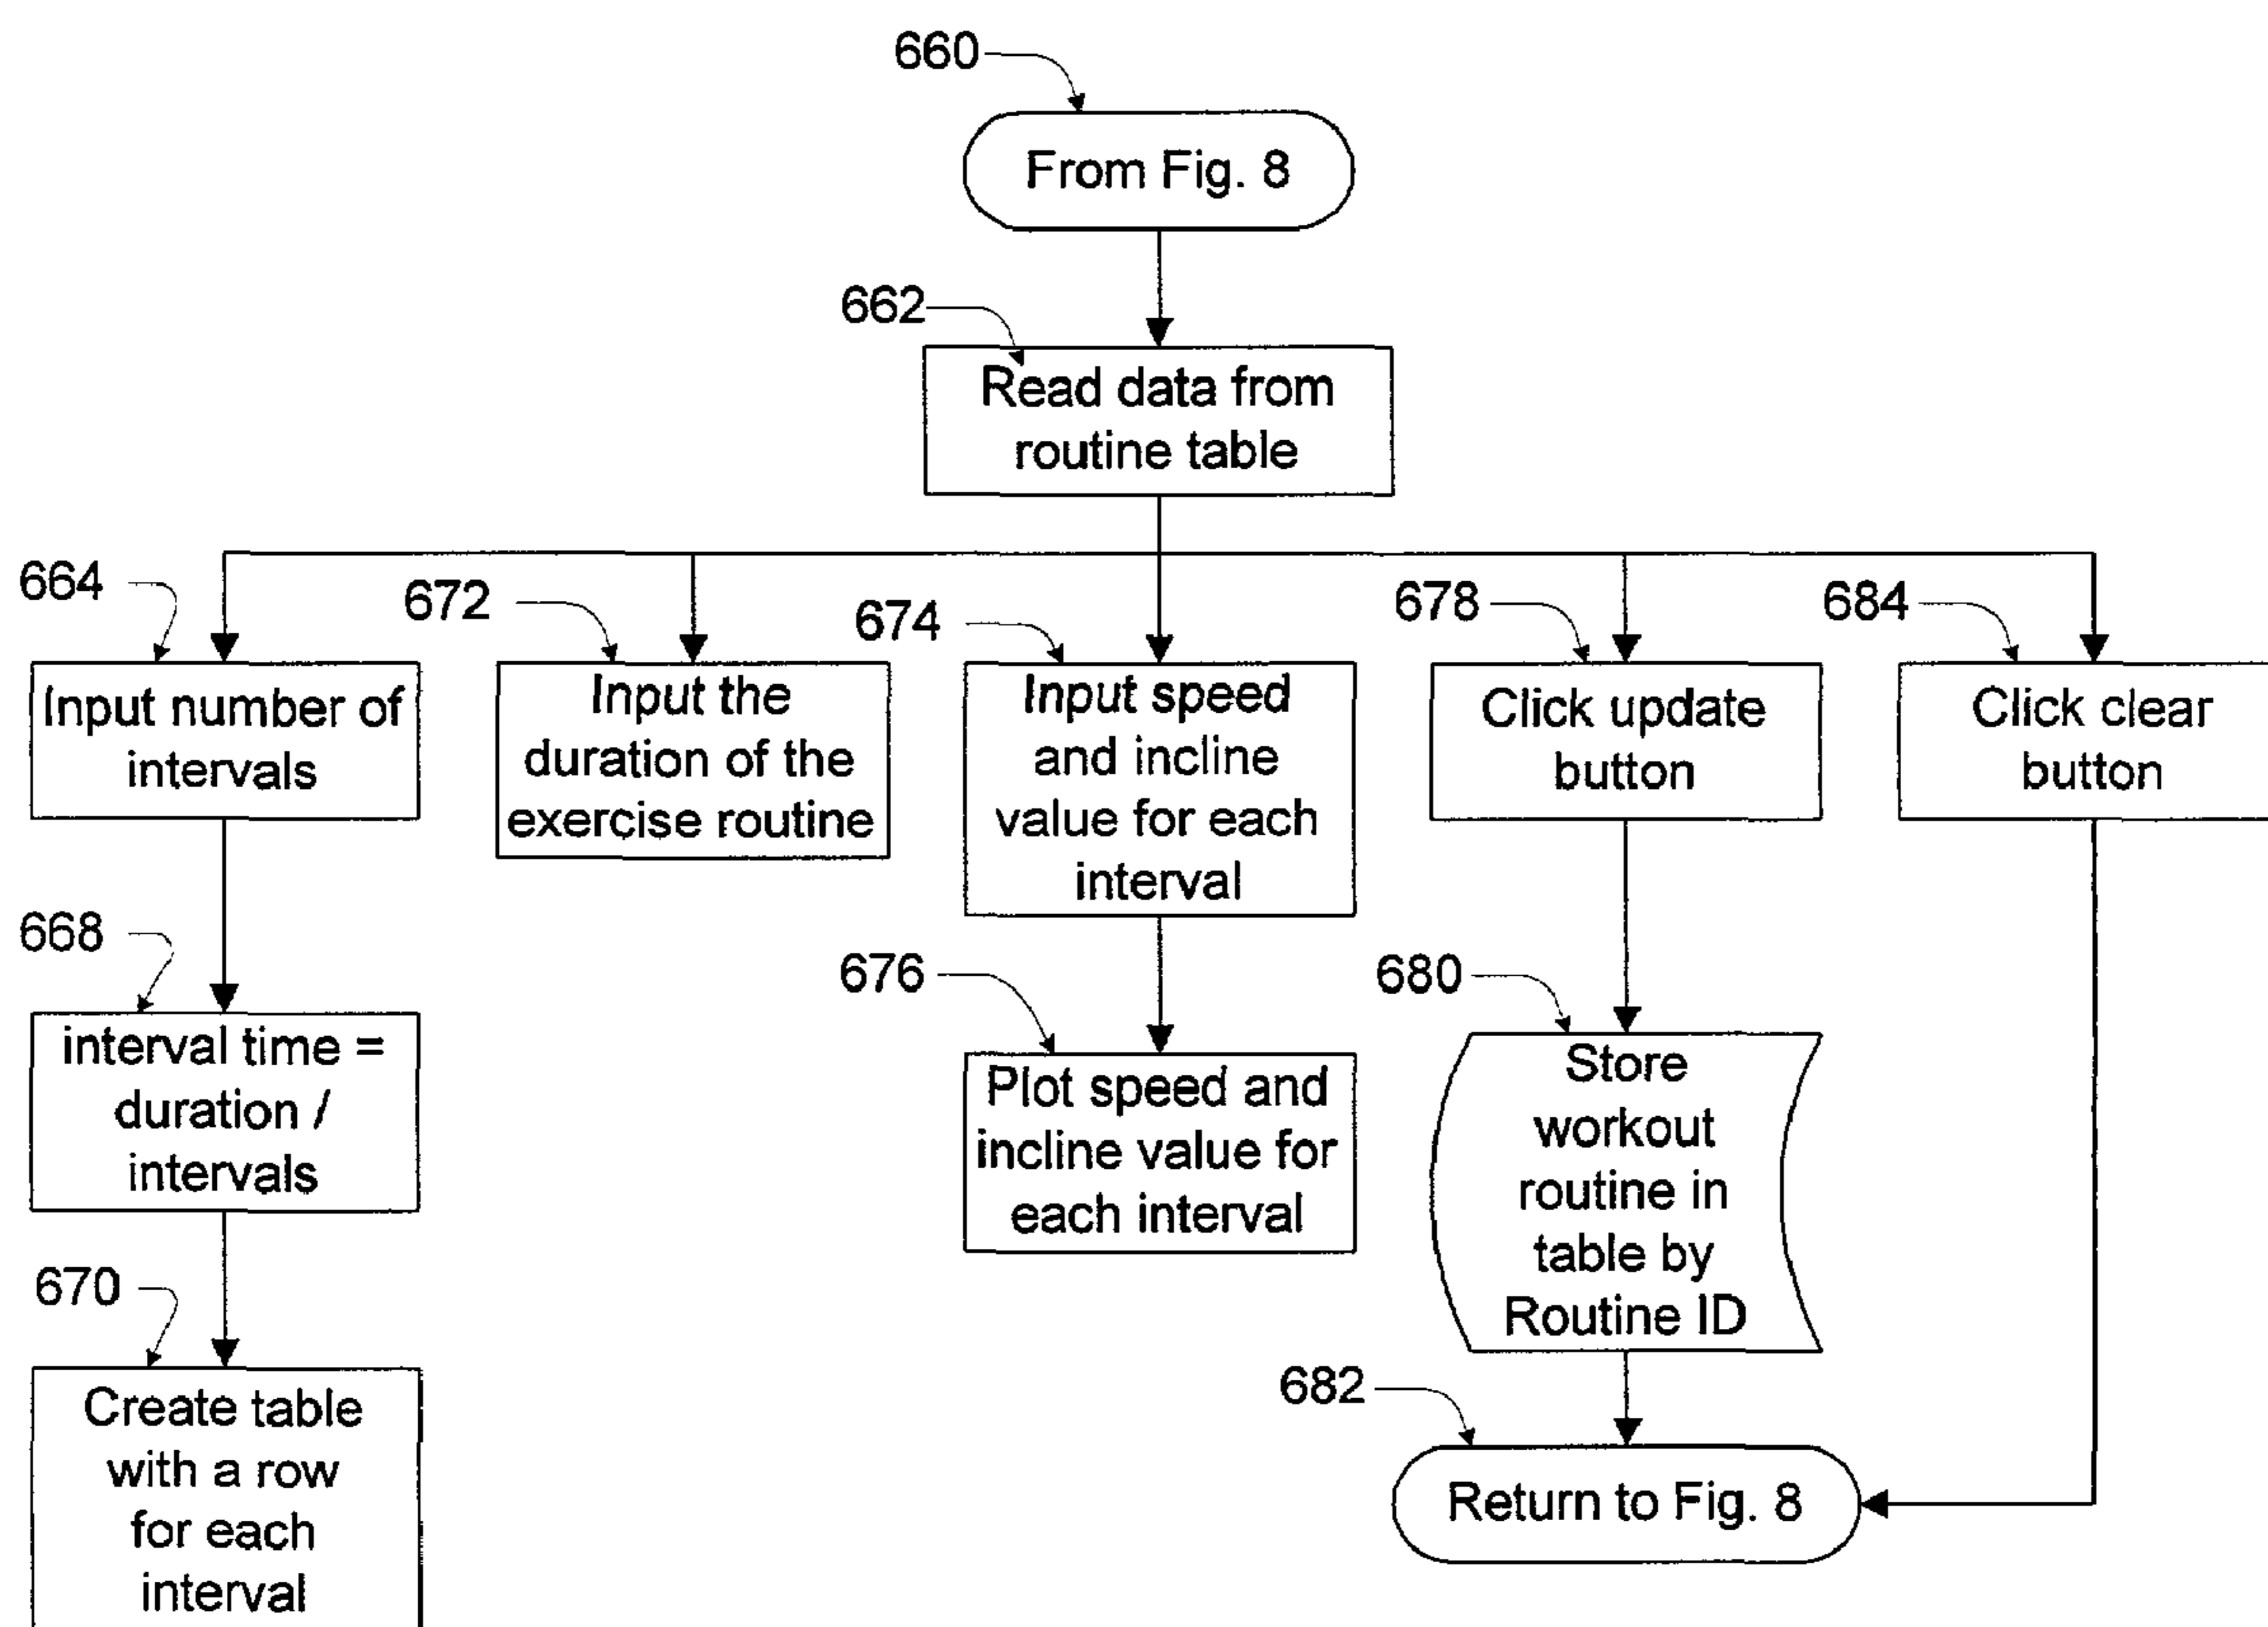 660
From Fig. 8
662
Read data from
routine table
664
Input number of
intervals
668
interval time =
duration /
intervals
670
Create table
with a row
for each
interval
672
Input the
duration of the
exercise routine
674
Input speed
and incline
value for each
interval
676
Plot speed and
incline value for
each interval
678
Click update
button
680
Store
workout
routine in
table by
Routine ID
682
Return to Fig. 8
684
Click clear
button